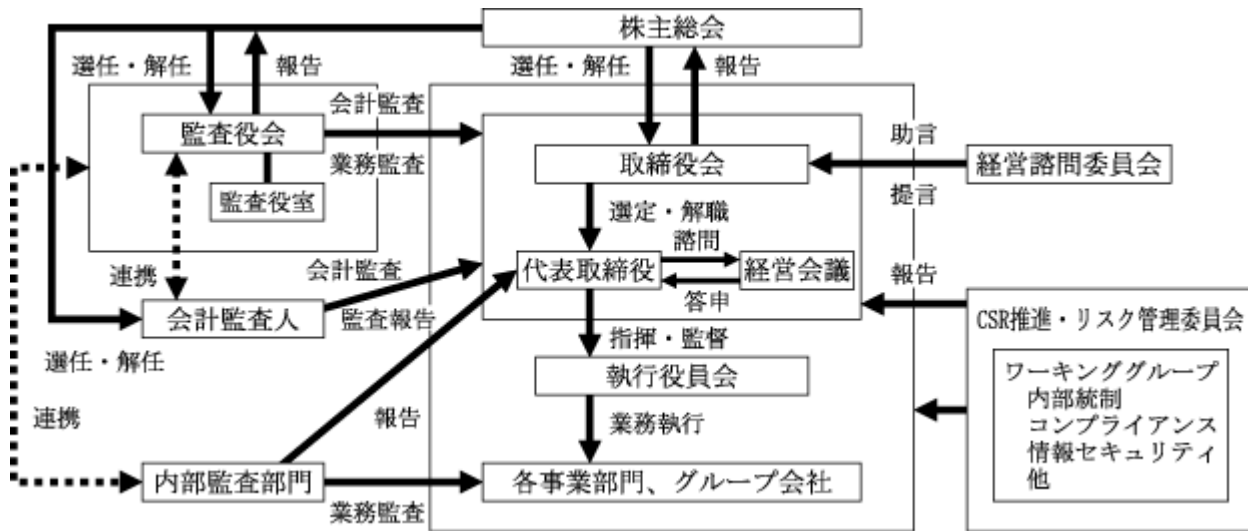 株主総会
選任・解任
報告
選任・解任
報告
会計監査
監査役会
業務監査
監査役室
取締役会
助言
経営諮問委員会
提言
選定・解職
諮問
代表取締役
経営会議
答申
連携
会計監査
会計監査人
監査報告
選任・解任
連携
報告
CSR推進・リスク管理委員会
ワーキンググループ
内部統制
コンプライアンス
情報セキュリティ
他
指揮・監督
執行役員会
報告
業務執行
内部監査部門
業務監査
各事業部門、グループ会社